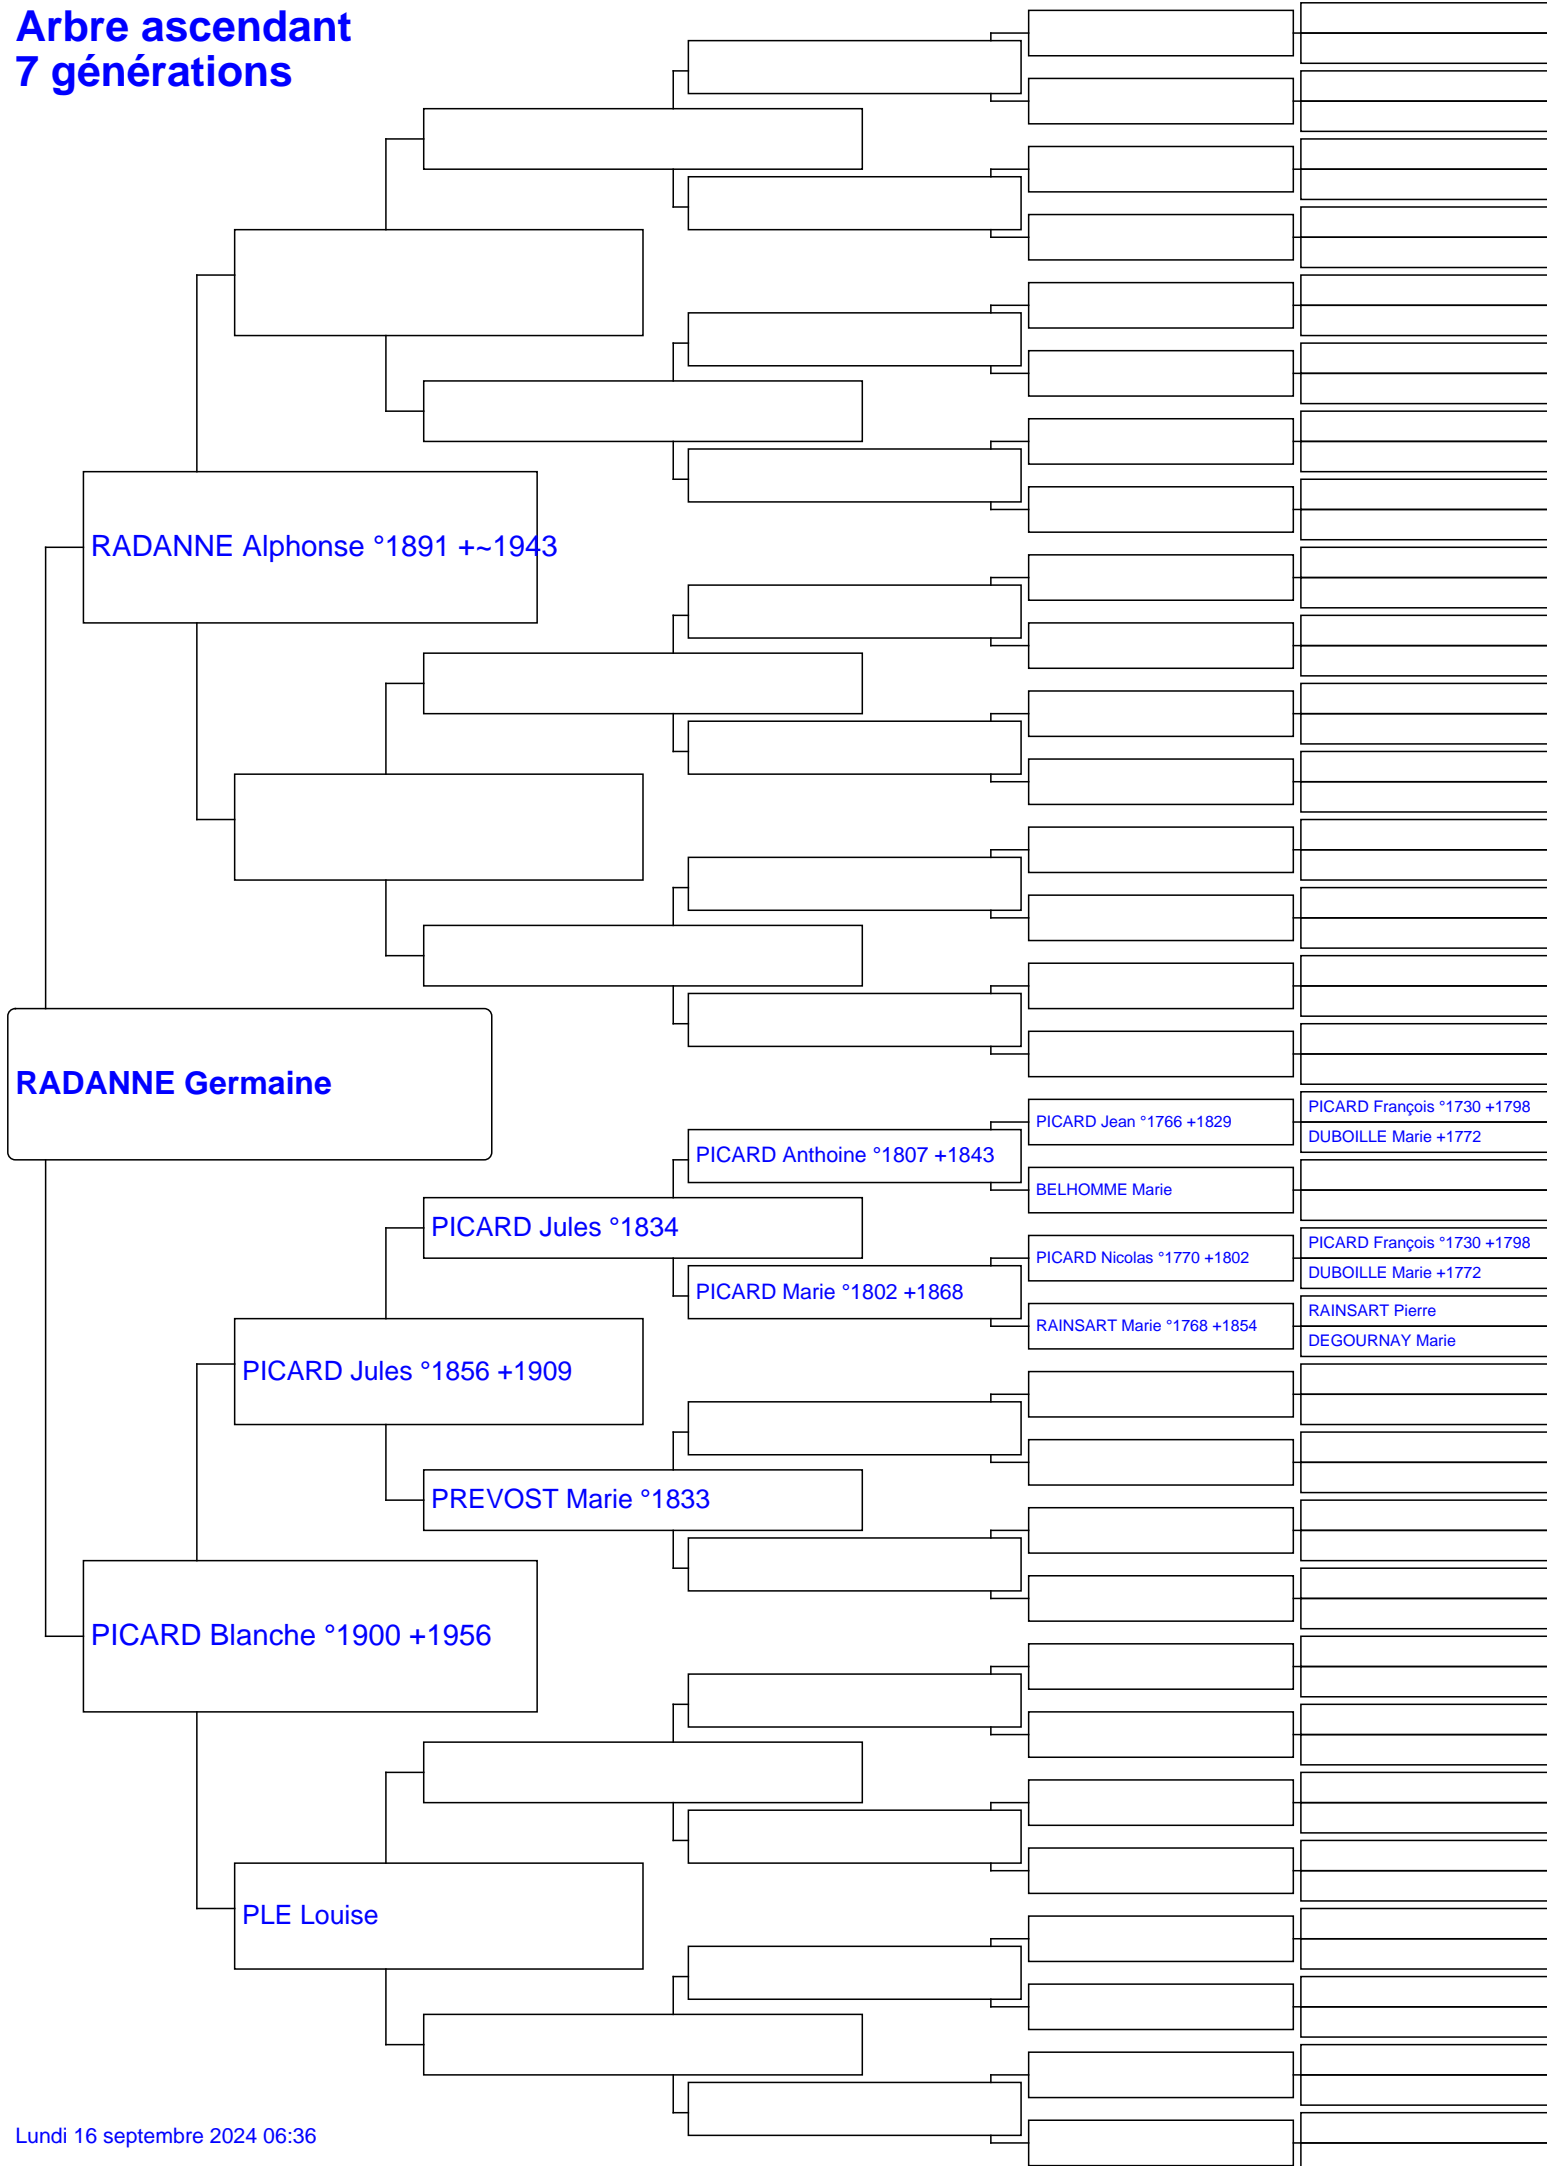 Arbre ascendant
7 générations
RADANNE Alphonse °1891 +~1943
RADANNE Germaine
PICARD François °1730 +1798
PICARD Jean °1766 +1829
DUBOILLE Marie +1772
PICARD Anthoine °1807 +1843
BELHOMME Marie
PICARD Jules °1834
PICARD François °1730 +1798
PICARD Nicolas °1770 +1802
DUBOILLE Marie +1772
PICARD Marie °1802 +1868
RAINSART Pierre
RAINSART Marie °1768 +1854
DEGOURNAY Marie
PICARD Jules °1856 +1909
PREVOST Marie °1833
PICARD Blanche °1900 +1956
PLE Louise
Lundi 16 septembre 2024 06:36